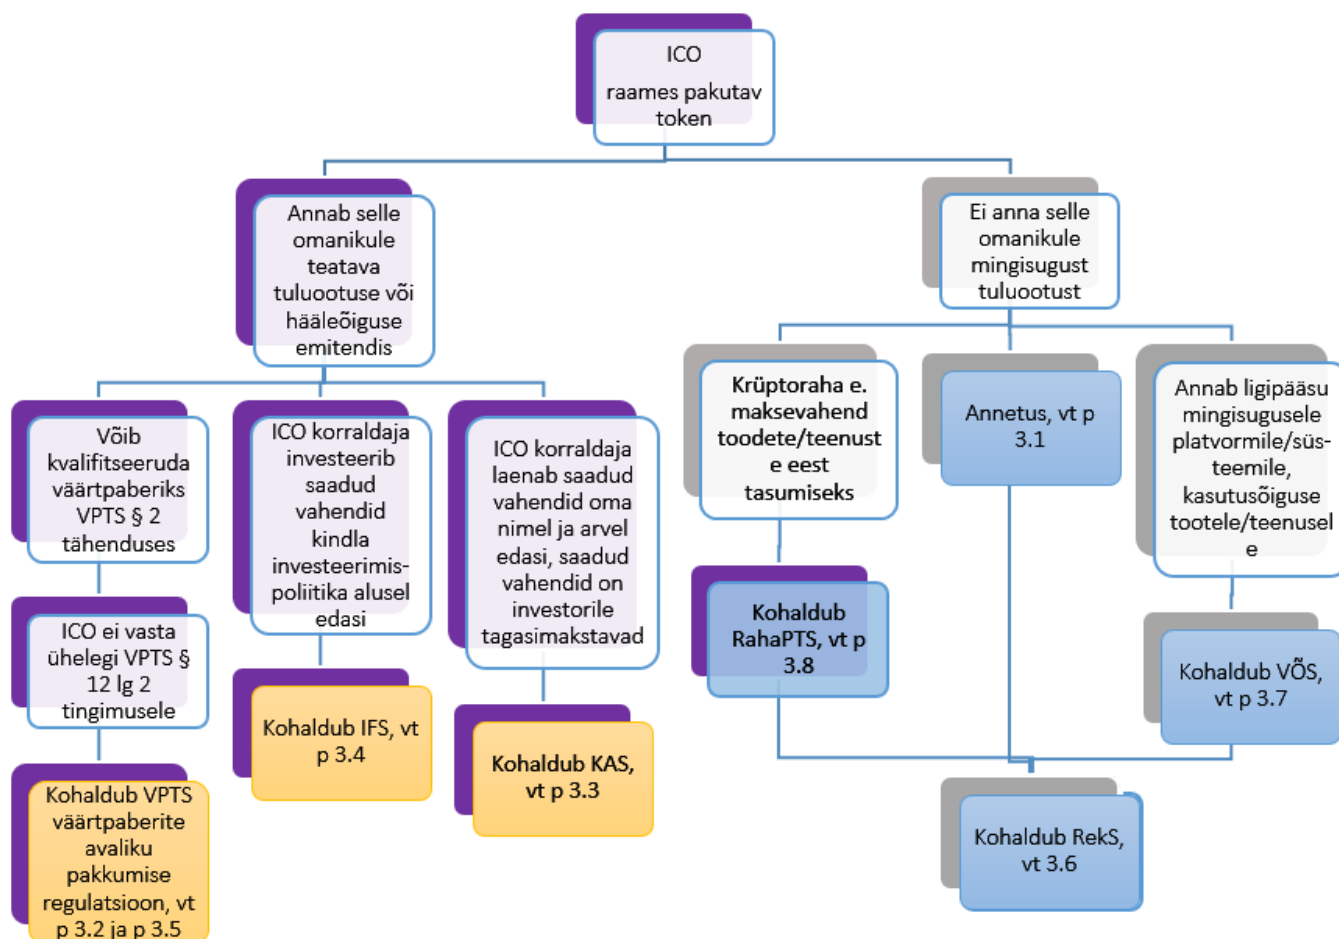 ICO
raames pakutav
token
Annab selle
omanikule
teatava
tuluootuse või
hääleõiguse
emitendis
Ei anna selle
omanikule
mingisugust
tuluootust
Võib
kvalifitseeruda
väärtpaberiks
VPTS § 2
tähenduses
ICO korraldaja
investeerib
saadud
vahendid
kindla
investeerimis-
poliitika alusel
edasi
ICO korraldaja
laenab saadud
vahendid oma
nimel ja arvel
edasi, saadud
vahendid on
investorile
tagasimakstavad
Krüptoraha e.
maksevahend
toodete/teenust
e eest
tasumiseks
Annetus, vt p
3.1
Annab ligipääsu
mingisugusele
platvormile/süs-
teemile,
kasutusõiguse
tootele/teenusel
e
ICO ei vasta
ühelegi VPTS §
12 lg 2
tingimusele
Kohaldub IFS, vt
p 3.4
Kohaldub KAS,
vt p 3.3
Kohaldub
RahaPTS, vt p
3.8
Kohaldub VÕS,
vt p 3.7
Kohaldub VPTS
väärtpaberite
avaliku
pakkumise
regulatsioon, vt
p 3.2 ja p 3.5
Kohaldub RekS,
vt 3.6